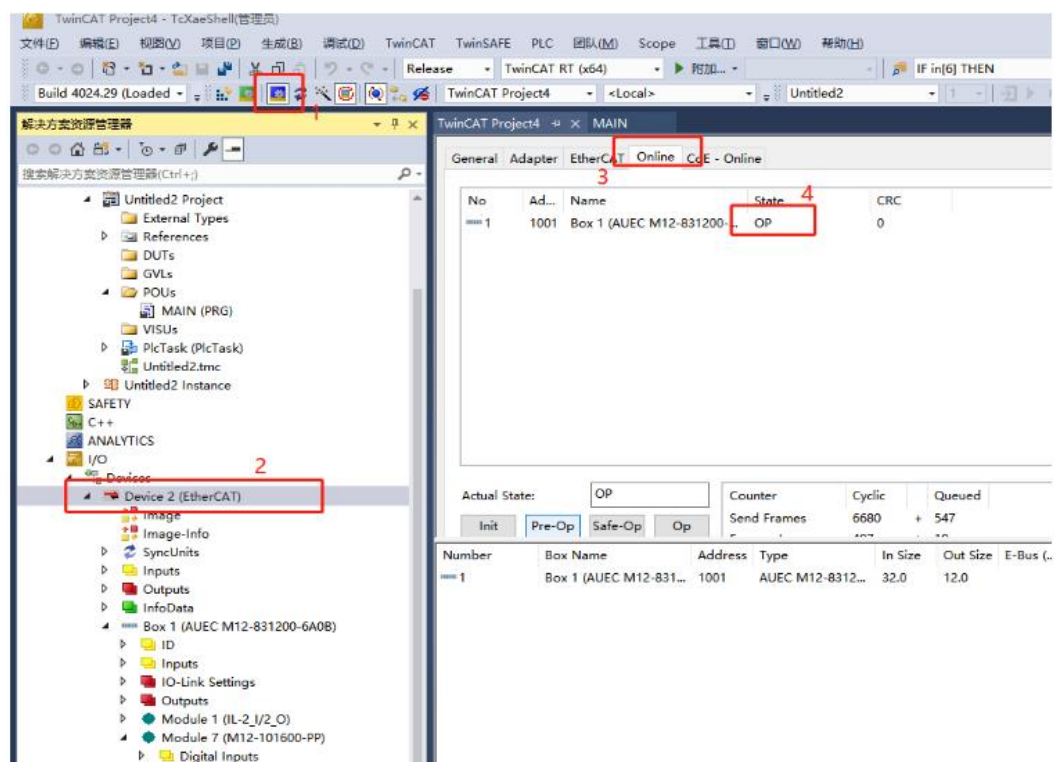 TwinCAT Project4 - TcXaeShell(管理员)
文件(F) 编辑(E) 视图(V) 项目(P) 生成(B) 调试(D) TwinCAT TwinSAFE PLC 团队(M) Scope 工具(T) 窗口(W) 帮助(H)
Release TwinCAT RT (x64) 附加... IF in[6] THEN
Build 4024.29 (Loaded TwinCAT Project4 <Local> Untitled2 1
1
解决方案资源管理器
TwinCAT Project4 MAIN
搜索解决方案资源管理器(Ctrl+;)
General Adapter EtherCAT Online CoE - Online
3
4
No Ad... Name State CRC
1 1001 Box 1 (AUEC M12-831200-... OP 0
Untitled2 Project
External Types
References
DUTs
GVLs
POUs
MAIN (PRG)
VISUs
PlcTask (PlcTask)
Untitled2.tmc
Untitled2 Instance
SAFETY
C++
ANALYTICS
I/O
2
Devices
Device 2 (EtherCAT)
Image
Image-Info
SyncUnits
Inputs
Outputs
InfoData
Box 1 (AUEC M12-831200-6A0B)
ID
Inputs
IO-Link Settings
Outputs
Module 1 (IL-2_I/2_O)
Module 7 (M12-101600-PP)
Digital Inputs
Actual State: OP Counter Cyclic Queued
Init Pre-Op Safe-Op Op Send Frames 6680 + 547
Number Box Name Address Type In Size Out Size E-Bus (..
1 Box 1 (AUEC M12-831... 1001 AUEC M12-8312... 32.0 12.0